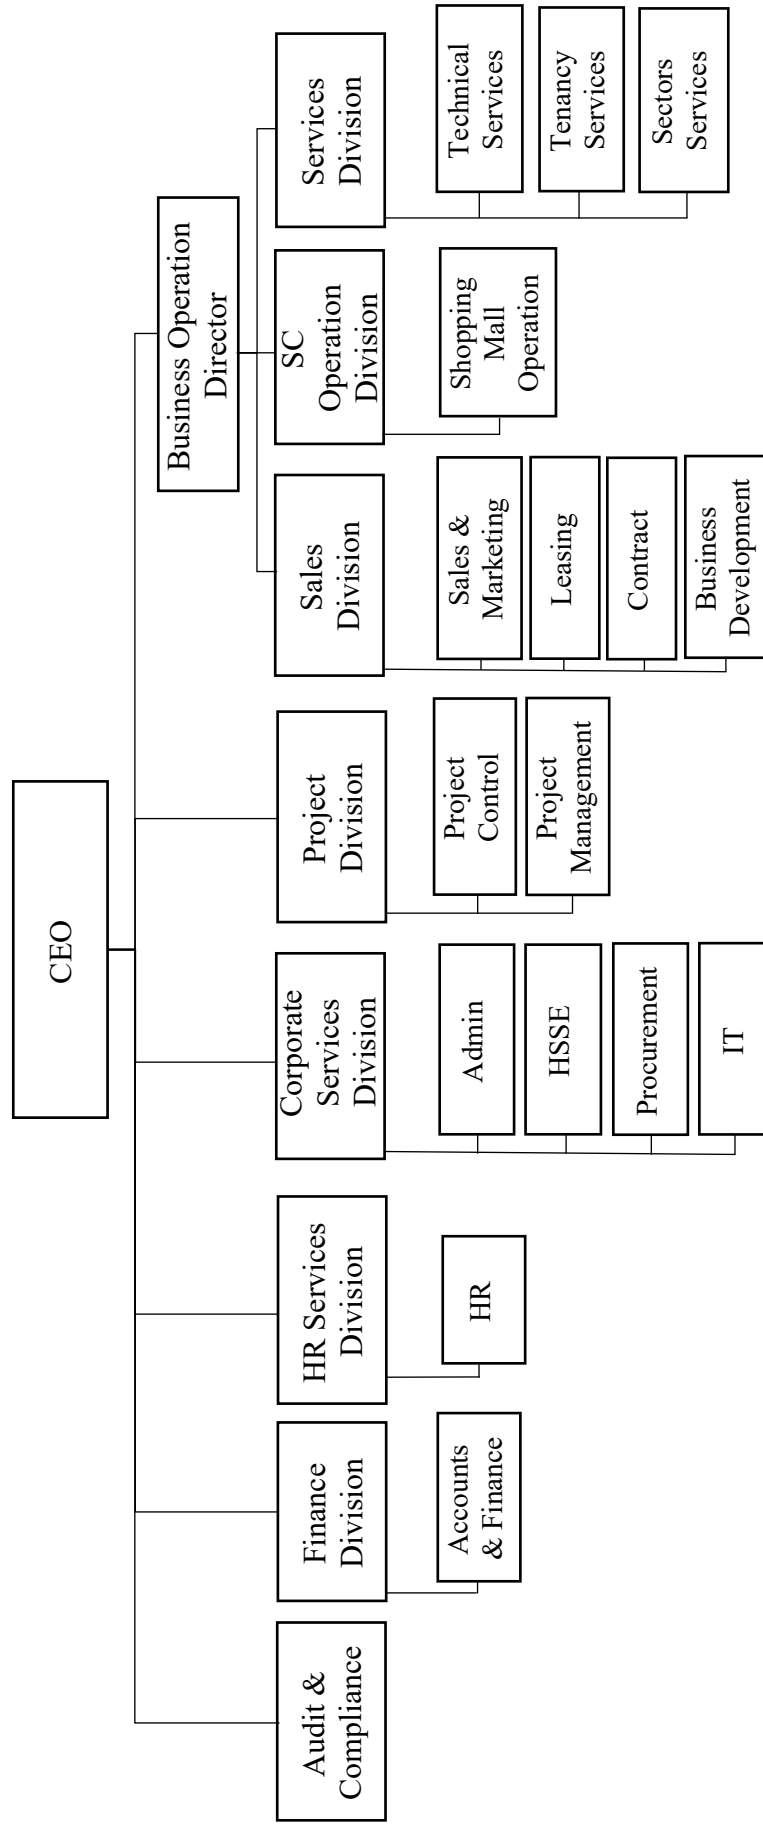 CEO
Business Operation
Director
Audit &
Compliance
Finance
Division
HR Services
Division
Corporate
Services
Division
Project
Division
Sales
Division
SC
Operation
Division
Services
Division
Accounts
& Finance
HR
Admin
HSSE
Procurement
IT
Project
Control
Project
Management
Sales &
Marketing
Leasing
Contract
Business
Development
Shopping
Mall
Operation
Technical
Services
Tenancy
Services
Sectors
Services